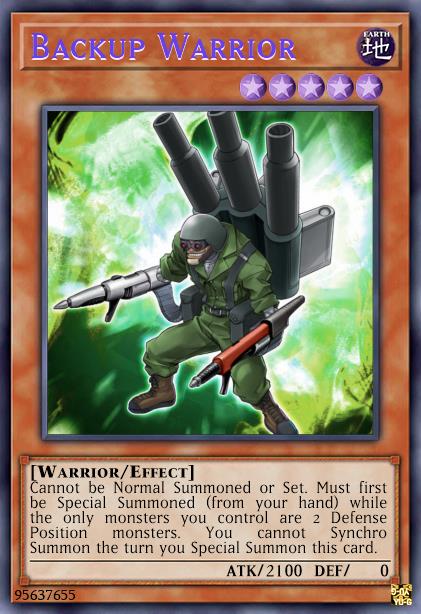 BACKUP WARRIOR
EARTH
地
[WARRIOR/EFFECT]
Cannot be Normal Summoned or Set. Must first
be Special Summoned (from your hand) while
the only monsters you control are 2 Defense
Position monsters. You cannot Synchro
Summon the turn you Special Summon this card.
ATK/2100 DEF/ 0
95637655